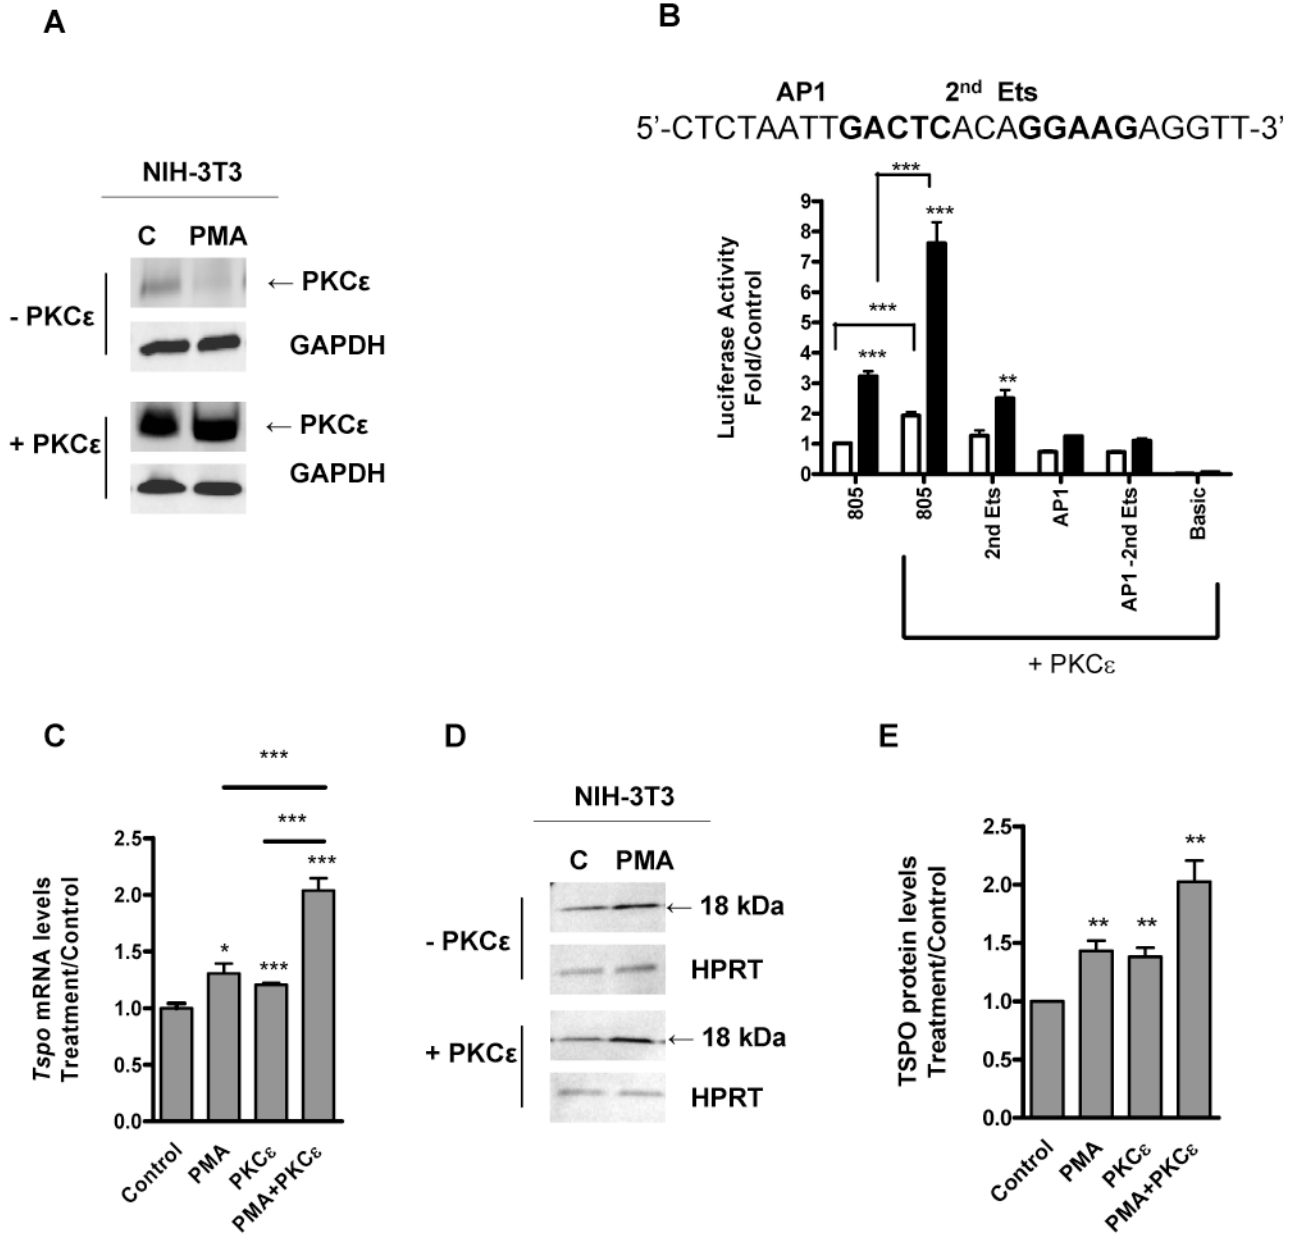 A
NIH-3T3
C PMA
- PKCε
← PKCε
GAPDH
+ PKCε
← PKCε
GAPDH
B
AP1 2nd Ets
5’-CTCTAATTGACTCACAGGAAGAGGTT-3’
Luciferase Activity
Fold/Control
9
8
7
6
5
4
3
2
1
0
***
***
***
***
**
805
805
2nd Ets
AP1
AP1 -2nd Ets
Basic
+ PKCε
C
Tspo mRNA levels
Treatment/Control
2.5
2.0
1.5
1.0
0.5
0.0
***
***
***
*
***
Control
PMA
PKCε
PMA+PKCε
D
NIH-3T3
C PMA
- PKCε
← 18 kDa
HPRT
+ PKCε
← 18 kDa
HPRT
E
TSPO protein levels
Treatment/Control
2.5
2.0
1.5
1.0
0.5
0.0
**
**
**
Control
PMA
PKCε
PMA+PKCε